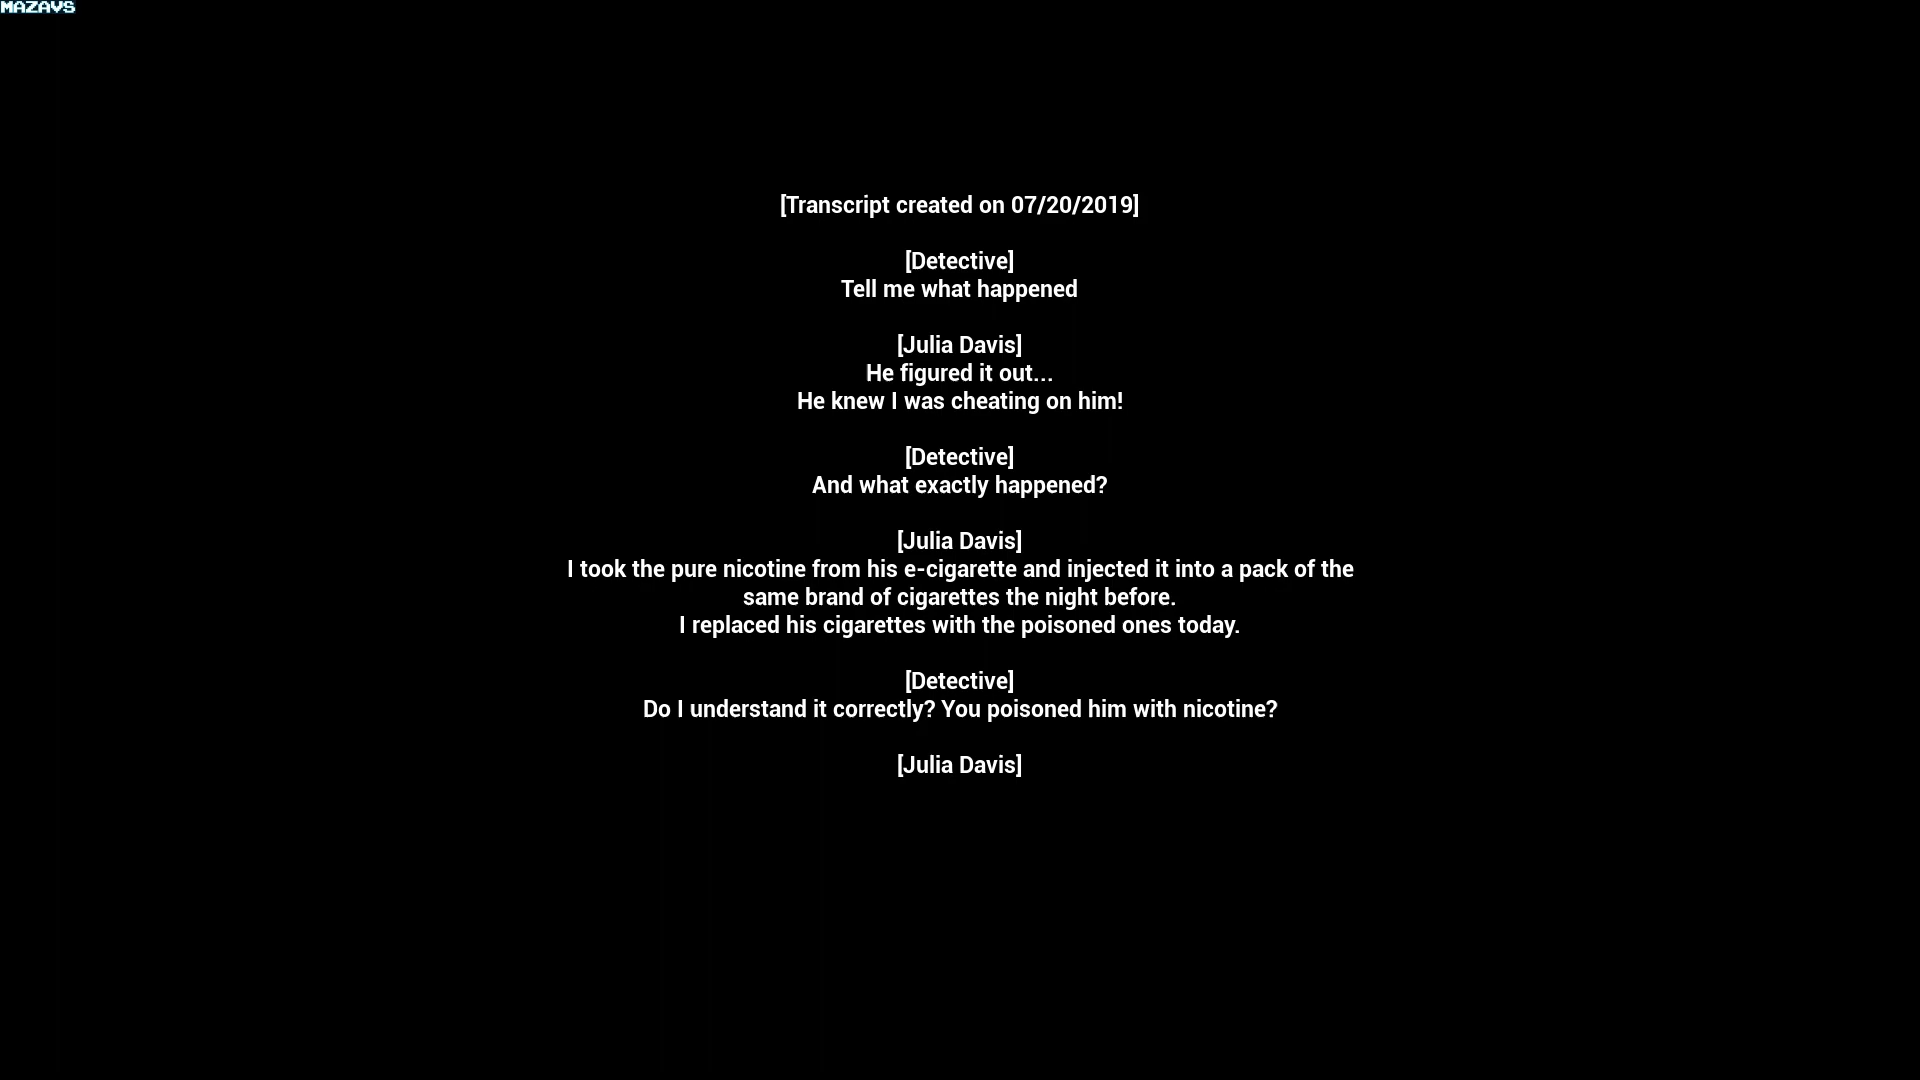 MAZAVS
[Transcript created on 07/20/2019]
[Detective]
Tell me what happened
[Julia Davis]
He figured it out...
He knew I was cheating on him!
[Detective]
And what exactly happened?
[Julia Davis]
I took the pure nicotine from his e-cigarette and injected it into a pack of the
same brand of cigarettes the night before.
I replaced his cigarettes with the poisoned ones today.
[Detective]
Do I understand it correctly? You poisoned him with nicotine?
[Julia Davis]